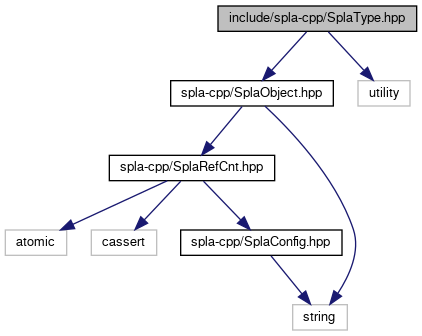 include/spla-cpp/SplaType.hpp
spla-cpp/SplaObject.hpp
utility
spla-cpp/SplaRefCnt.hpp
atomic
cassert
spla-cpp/SplaConfig.hpp
string